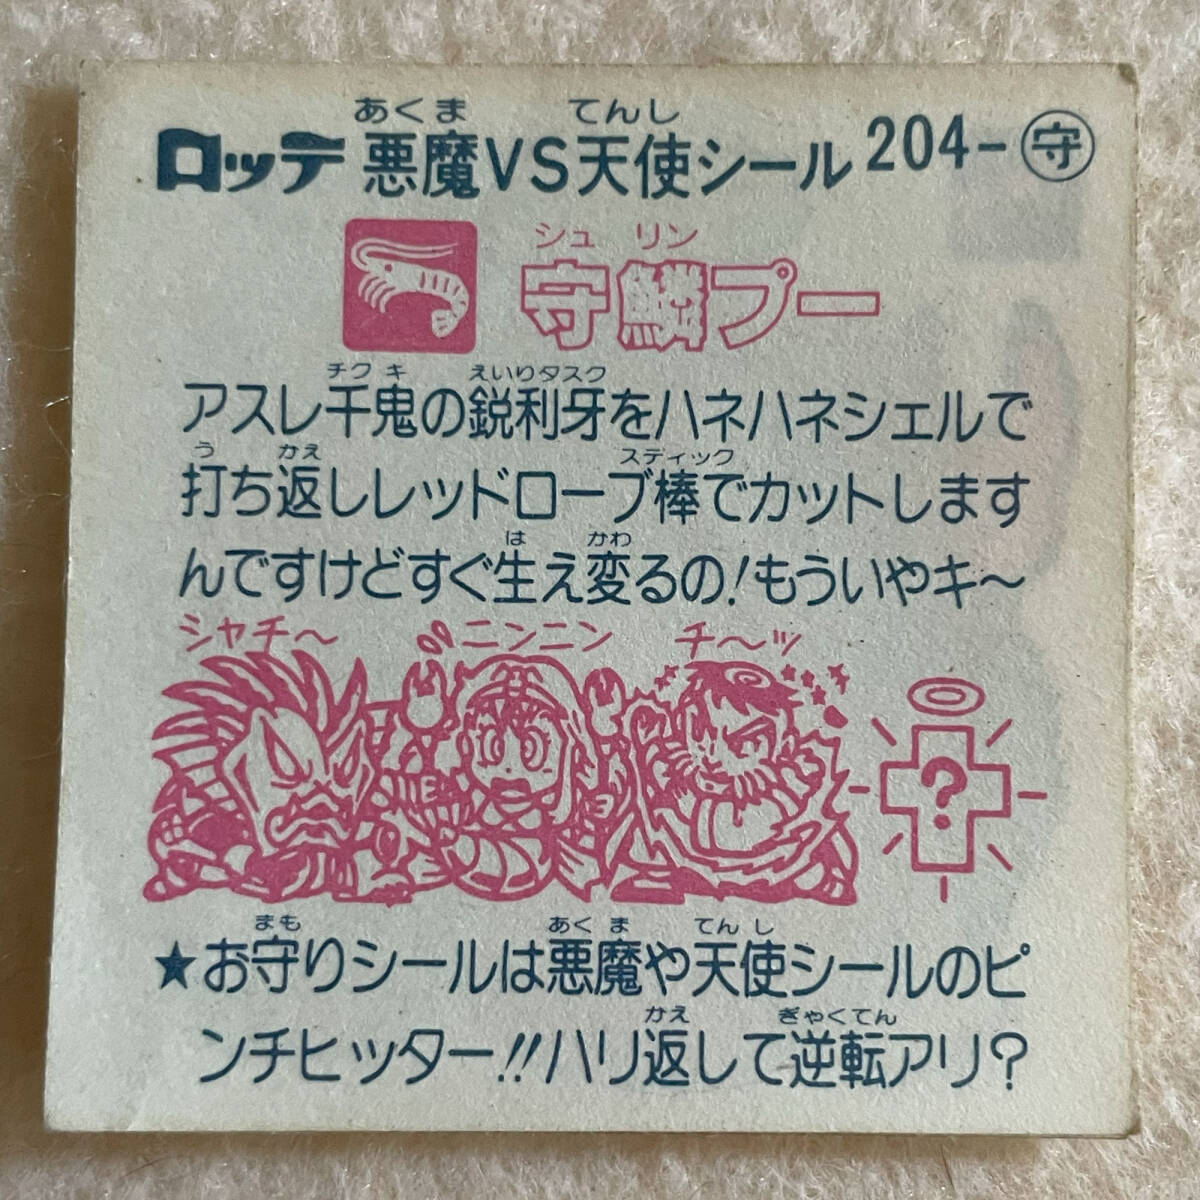 あくま てんし
ロッテ 悪魔VS天使シール 204-守
シュ リン
守鱗プー
チク キ えいりタスク
アスレ千鬼の鋭利牙をハネハネシェルで
う かえ スティック
打ち返しレッドローブ棒でカットします
は かわ
んですけどすぐ生え変るの!もういやキ〜
シャチ〜 ニンニン チ〜ッ
?
まも あくま てんし
★お守りシールは悪魔や天使シールのピ
かえ ぎゃくてん
ンチヒッター!!ハリ返して逆転アリ?